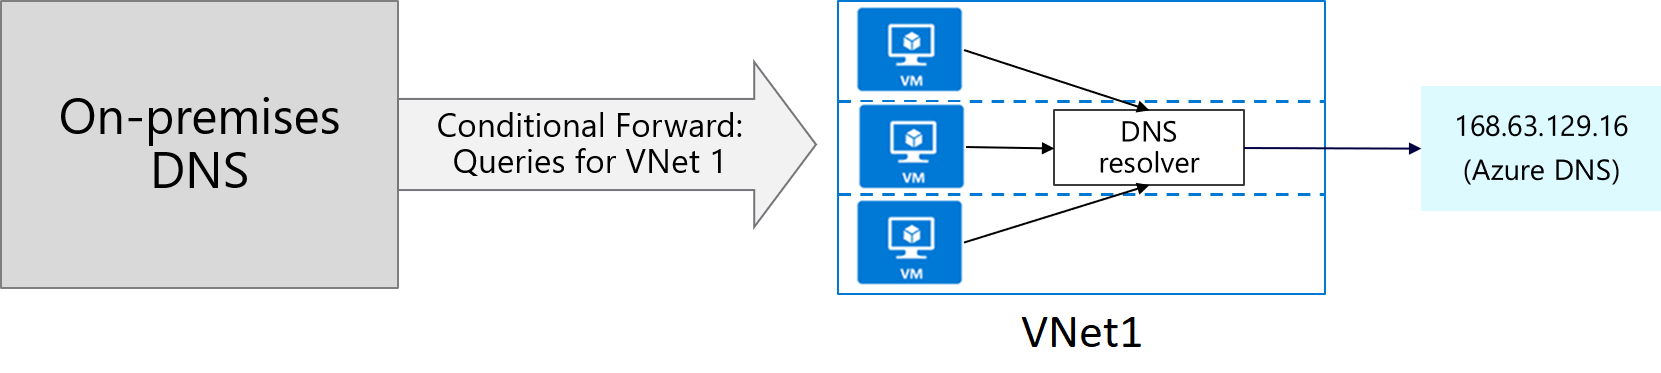 On-premises
DNS
Conditional Forward:
Queries for VNet 1
VM
VM
VM
DNS
resolver
168.63.129.16
(Azure DNS)
VNet1